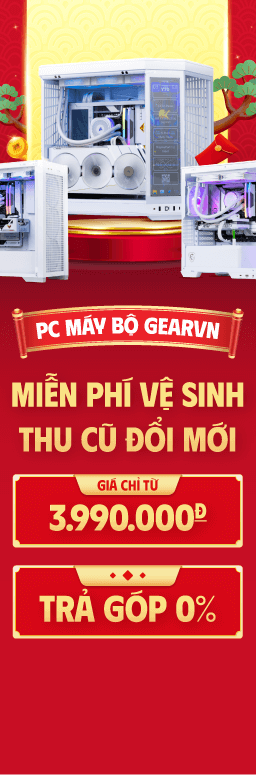 PC MÁY BỘ GEARVN
MIỄN PHÍ VỆ SINH
THU CŨ ĐỔI MỚI
GIÁ CHỈ TỪ
3.990.000Đ
TRẢ GÓP 0%